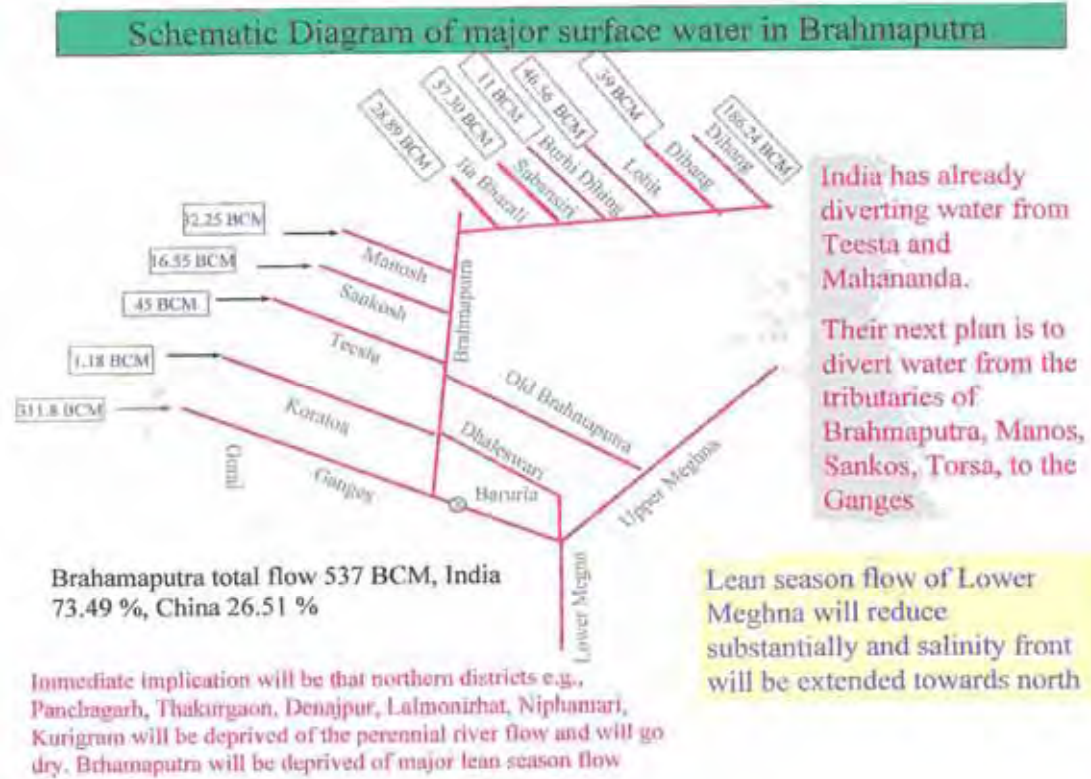 Schematic Diagram of major surface water in Brahmaputra
28.89 BCM
37.30 BCM
11 BCM
46.56 BCM
39 BCM
186.24 BCM
Jia Bharali
Subansiri
Burhi Dihing
Lohit
Dibang
Dihang
32.25 BCM
Manosh
16.55 BCM
Sankosh
45 BCM
Teesta
Brahmaputra
1.18 BCM
Koratoa
Old Brahmaputra
Dhaleswari
311.8 BCM
Gorai
Ganges
Baruria
Upper Meghna
Lower Megna
India has already
diverting water from
Teesta and
Mahananda.
Their next plan is to
divert water from the
tributaries of
Brahmaputra, Manos,
Sankos, Torsa, to the
Ganges
Brahamaputra total flow 537 BCM, India
73.49 %, China 26.51 %
Lean season flow of Lower
Meghna will reduce
substantially and salinity front
will be extended towards north
Immediate implication will be that northern districts e.g.,
Panchagarh, Thakurgaon, Denajpur, Lalmonirhat, Niphamari,
Kurigram will be deprived of the perennial river flow and will go
dry. Brhamaputra will be deprived of major lean season flow